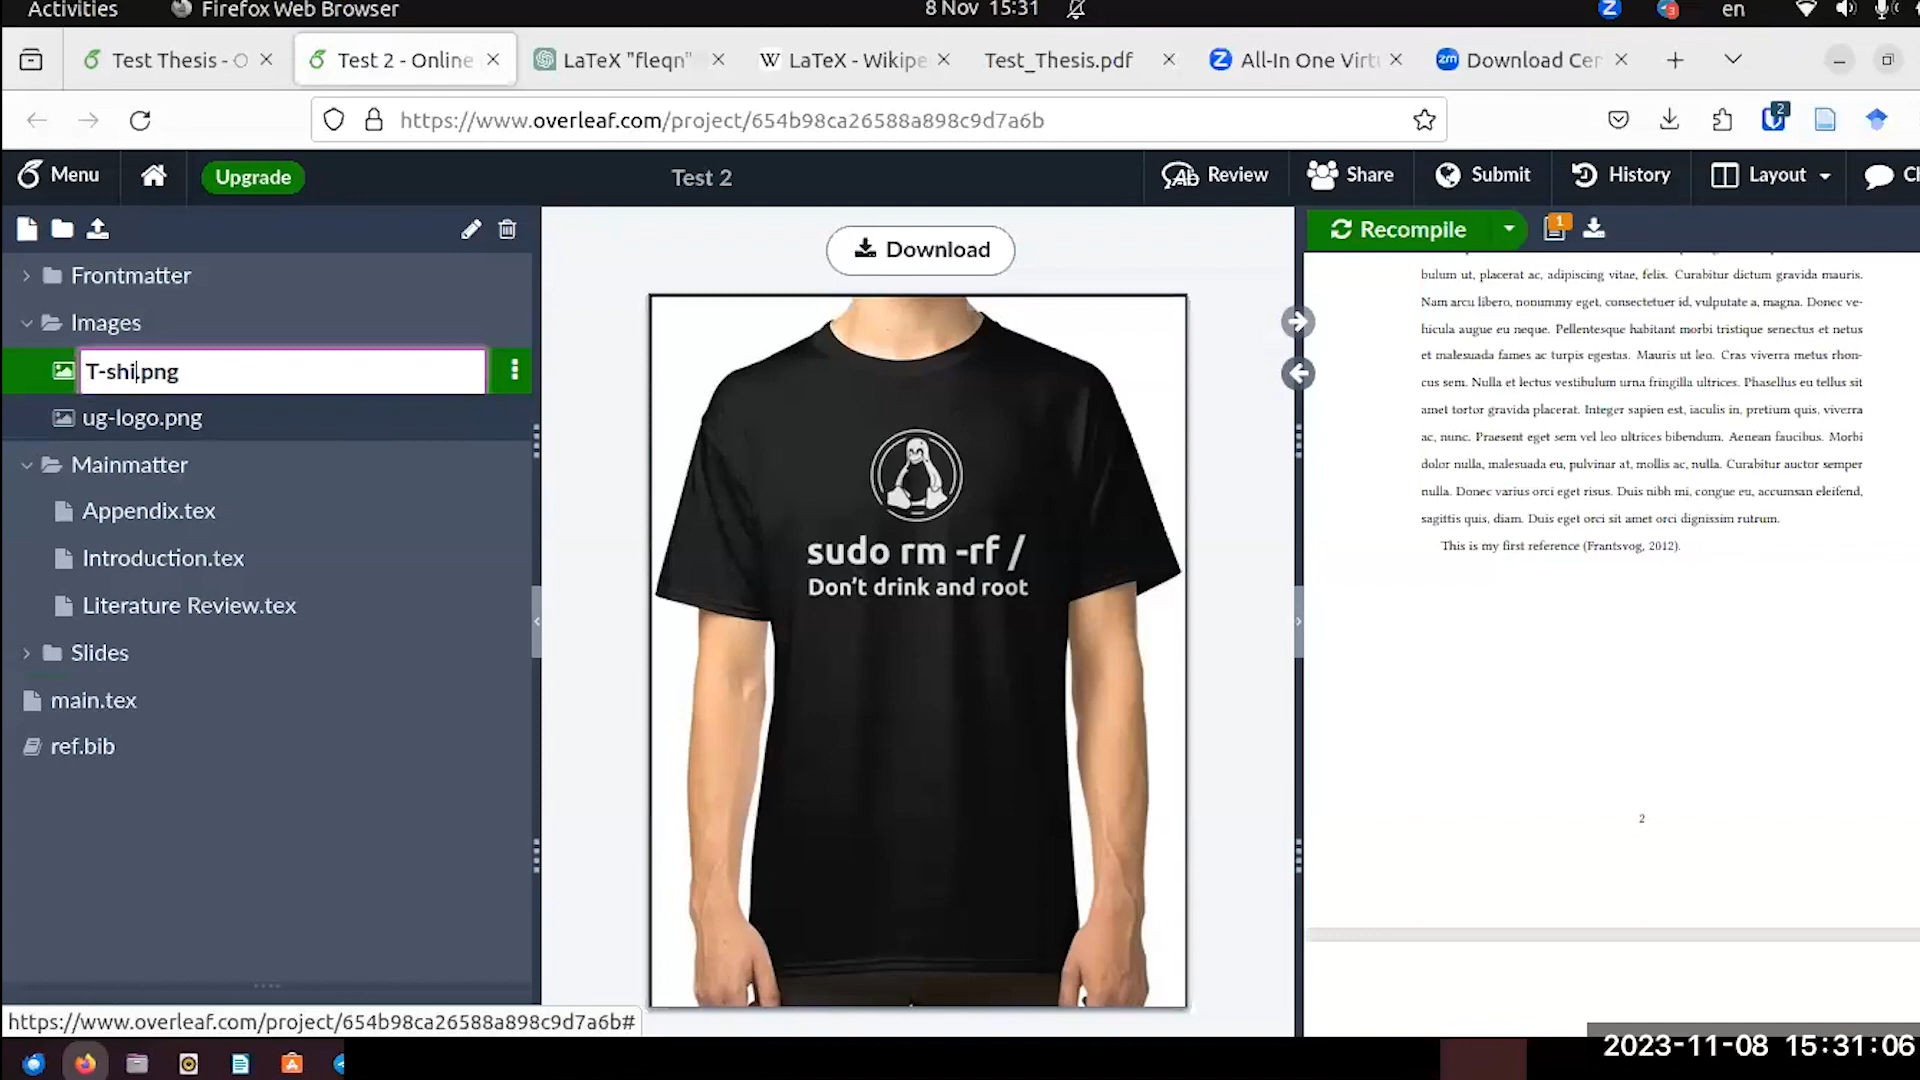 Activities
Firefox Web Browser
8 Nov 15:31
en
Test Thesis - O
Test 2 - Online
LaTeX "fleqn"
LaTeX - Wikipe
Test_Thesis.pdf
All-In One Virtu
Download Cen
https://www.overleaf.com/project/654b98ca26588a898c9d7a6b
2
Menu
Upgrade
Test 2
Review
Share
Submit
History
Layout
Ch
Download
Recompile
1
Frontmatter
Images
T-shi.png
ug-logo.png
Mainmatter
Appendix.tex
Introduction.tex
Literature Review.tex
Slides
main.tex
ref.bib
sudo rm -rf /
Don't drink and root
bulum ut, placerat ac, adipiscing vitae, felis. Curabitur dictum gravida mauris.
Nam arcu libero, nonummy eget, consectetuer id, vulputate a, magna. Donec ve-
hicula augue eu neque. Pellentesque habitant morbi tristique senectus et netus
et malesuada fames ac turpis egestas. Mauris ut leo. Cras viverra metus rhon-
cus sem. Nulla et lectus vestibulum urna fringilla ultrices. Phasellus eu tellus sit
amet tortor gravida placerat. Integer sapien est, iaculis in, pretium quis, viverra
ac, nunc. Praesent eget sem vel leo ultrices bibendum. Aenean faucibus. Morbi
dolor nulla, malesuada eu, pulvinar at, mollis ac, nulla. Curabitur auctor semper
nulla. Donec varius orci eget risus. Duis nibh mi, congue eu, accumsan eleifend,
sagittis quis, diam. Duis eget orci sit amet orci dignissim rutrum.
This is my first reference (Frantsvog, 2012).
2
https://www.overleaf.com/project/654b98ca26588a898c9d7a6b#
2023-11-08 15:31:06